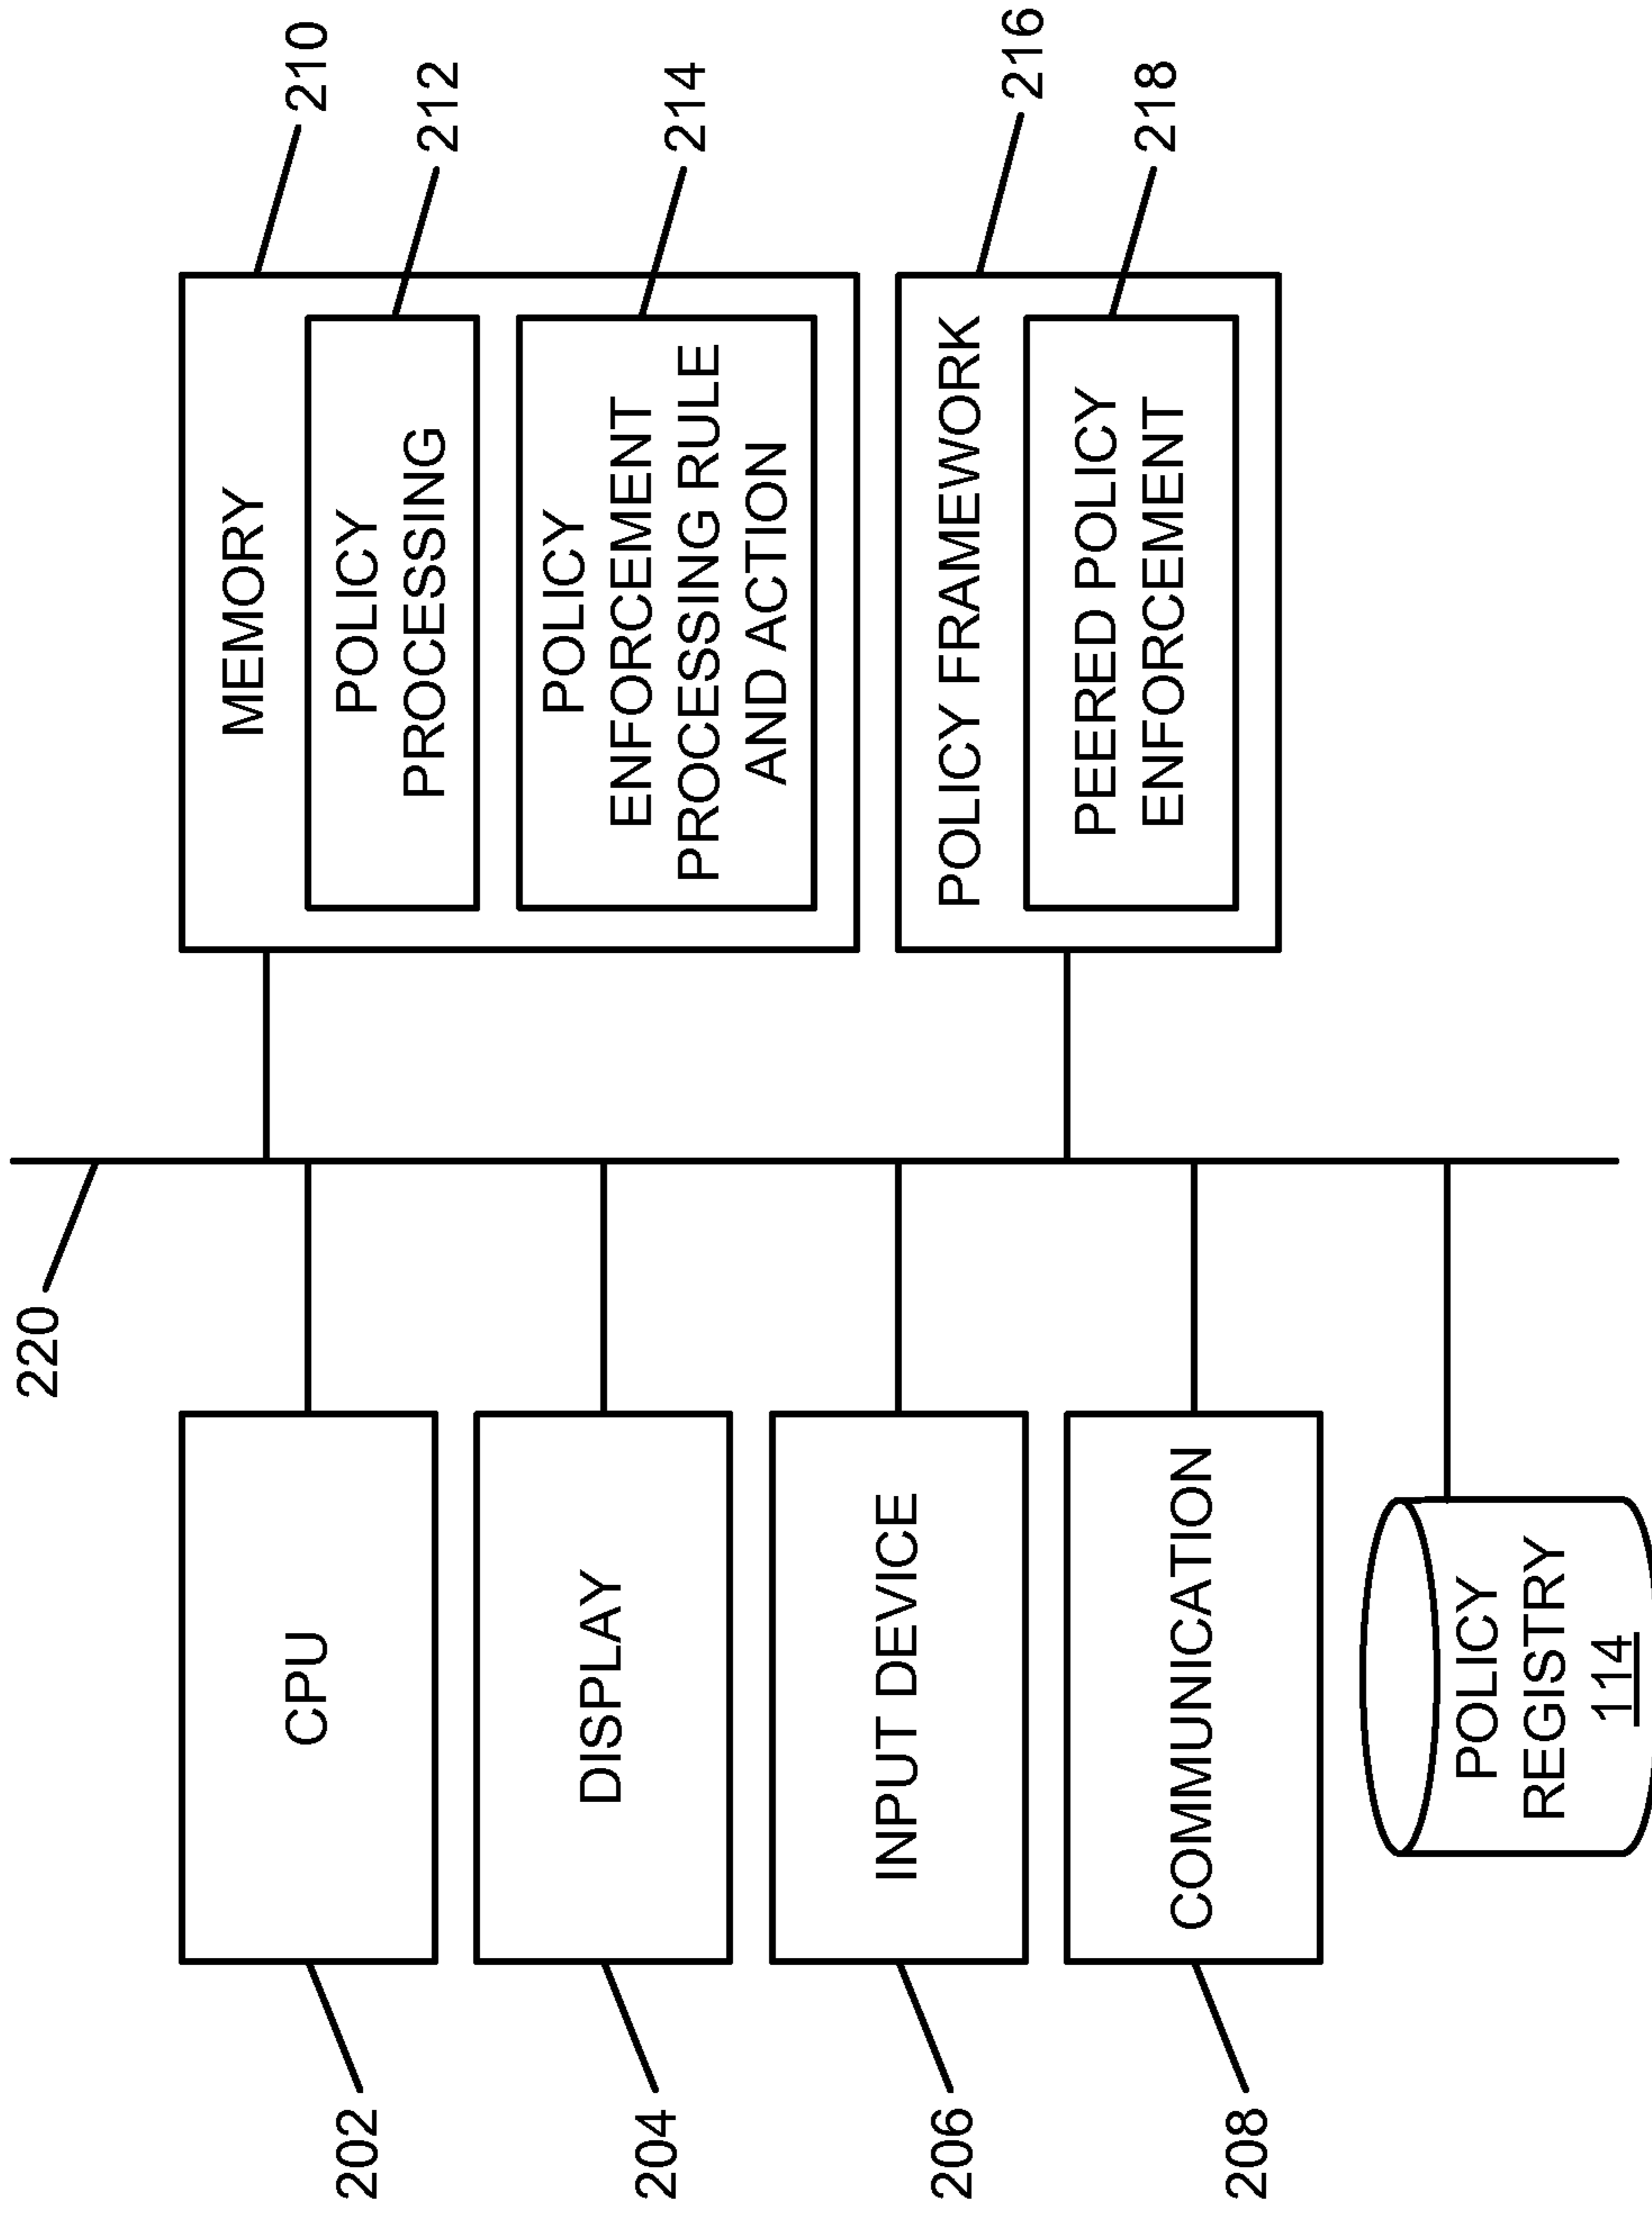 220
202
CPU
204
DISPLAY
206
INPUT DEVICE
208
COMMUNICATION
POLICY
REGISTRY
114
MEMORY
210
POLICY
PROCESSING
212
POLICY
ENFORCEMENT
PROCESSING RULE
AND ACTION
214
POLICY FRAMEWORK
216
PEERED POLICY
ENFORCEMENT
218